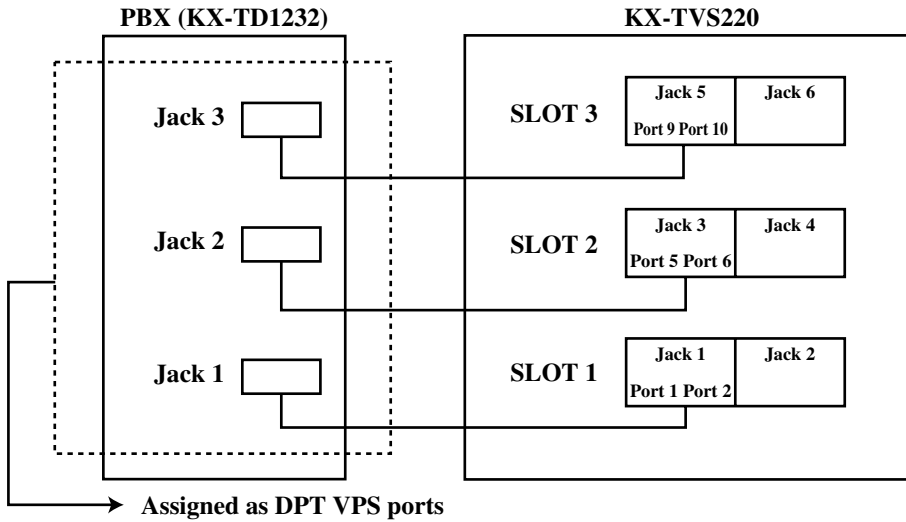 PBX (KX-TD1232)
KX-TVS220
Jack 3
SLOT 3
Jack 5
Jack 6
Port 9 Port 10
Jack 2
SLOT 2
Jack 3
Jack 4
Port 5 Port 6
Jack 1
SLOT 1
Jack 1
Jack 2
Port 1 Port 2
Assigned as DPT VPS ports